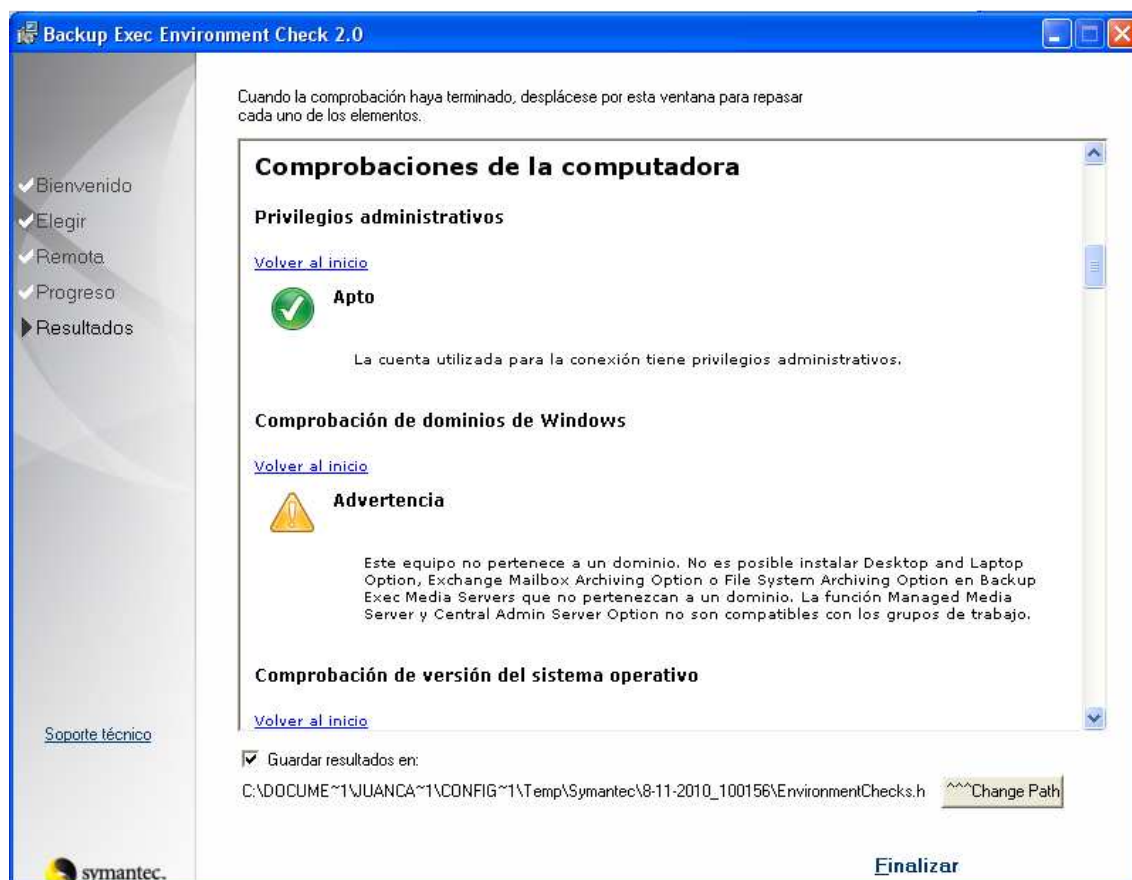 Backup Exec Environment Check 2.0
Cuando la comprobación haya terminado, desplácese por esta ventana para repasar
cada uno de los elementos.
Bienvenido
Elegir
Remota
Progreso
Resultados
Soporte técnico
symantec.
Comprobaciones de la computadora
Privilegios administrativos
Volver al inicio
Apto
La cuenta utilizada para la conexión tiene privilegios administrativos.
Comprobación de dominios de Windows
Volver al inicio
Advertencia
Este equipo no pertenece a un dominio. No es posible instalar Desktop and Laptop
Option, Exchange Mailbox Archiving Option o File System Archiving Option en Backup
Exec Media Servers que no pertenezcan a un dominio. La función Managed Media
Server y Central Admin Server Option no son compatibles con los grupos de trabajo.
Comprobación de versión del sistema operativo
Volver al inicio
Guardar resultados en:
C:\DOCUME~1\JUANCA~1\CONFIG~1\Temp\Symantec\8-11-2010_100156\EnvironmentChecks.h
^^^Change Path
Finalizar